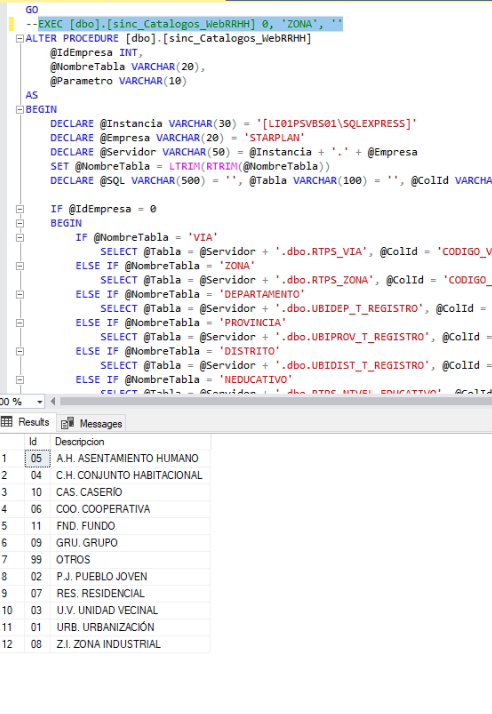 GO
--EXEC [dbo].[sinc_Catalogos_WebRRHH] 0, 'ZONA', ''
ALTER PROCEDURE [dbo].[sinc_Catalogos_WebRRHH]
@IdEmpresa INT,
@NombreTabla VARCHAR(20),
@Parametro VARCHAR(10)
AS
BEGIN
DECLARE @Instancia VARCHAR(30) = '[LI01PSVBS01\SQLEXPRESS]'
DECLARE @Empresa VARCHAR(20) = 'STARPLAN'
DECLARE @Servidor VARCHAR(50) = @Instancia + '.' + @Empresa
SET @NombreTabla = LTRIM(RTRIM(@NombreTabla))
DECLARE @SQL VARCHAR(500) = '', @Tabla VARCHAR(100) = '', @ColId VARCHA
IF @IdEmpresa = 0
BEGIN
IF @NombreTabla = 'VIA'
SELECT @Tabla = @Servidor + '.dbo.RTPS_VIA', @ColId = 'CODIGO_V
ELSE IF @NombreTabla = 'ZONA'
SELECT @Tabla = @Servidor + '.dbo.RTPS_ZONA', @ColId = 'CODIGO_
ELSE IF @NombreTabla = 'DEPARTAMENTO'
SELECT @Tabla = @Servidor + '.dbo.UBIDEP_T_REGISTRO', @ColId =
ELSE IF @NombreTabla = 'PROVINCIA'
SELECT @Tabla = @Servidor + '.dbo.UBIPROV_T_REGISTRO', @ColId =
ELSE IF @NombreTabla = 'DISTRITO'
SELECT @Tabla = @Servidor + '.dbo.UBIDIST_T_REGISTRO', @ColId =
ELSE IF @NombreTabla = 'NEDUCATIVO'
SELECT @Tabla = @Servidor + '.dbo.RTPS_NIVEL_EDUCATIVO', @ColId
00 %
Results Messages
Id Descripcion
1 05 A.H. ASENTAMIENTO HUMANO
2 04 C.H. CONJUNTO HABITACIONAL
3 10 CAS. CASERÍO
4 06 COO. COOPERATIVA
5 11 FND. FUNDO
6 09 GRU. GRUPO
7 99 OTROS
8 02 P.J. PUEBLO JOVEN
9 07 RES. RESIDENCIAL
10 03 U.V. UNIDAD VECINAL
11 01 URB. URBANIZACIÓN
12 08 Z.I. ZONA INDUSTRIAL